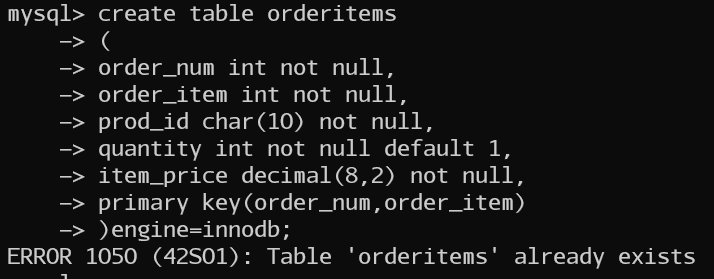 mysql> create table orderitems
-> (
-> order_num int not null,
-> order_item int not null,
-> prod_id char(10) not null,
-> quantity int not null default 1,
-> item_price decimal(8,2) not null,
-> primary key(order_num,order_item)
-> )engine=innodb;
ERROR 1050 (42S01): Table 'orderitems' already exists